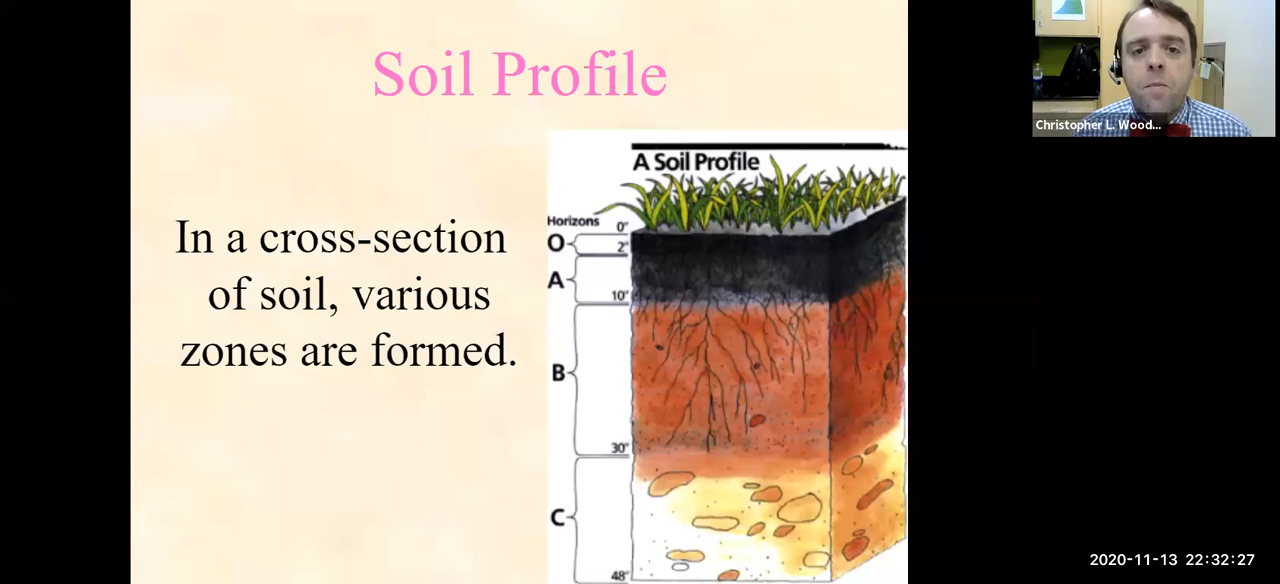 Soil Profile
In a cross-section
of soil, various
zones are formed.
A Soil Profile
Horizons
0"
O
2"
A
10"
B
30"
C
48"
Christopher L. Wood...
2020-11-13 22:32:27